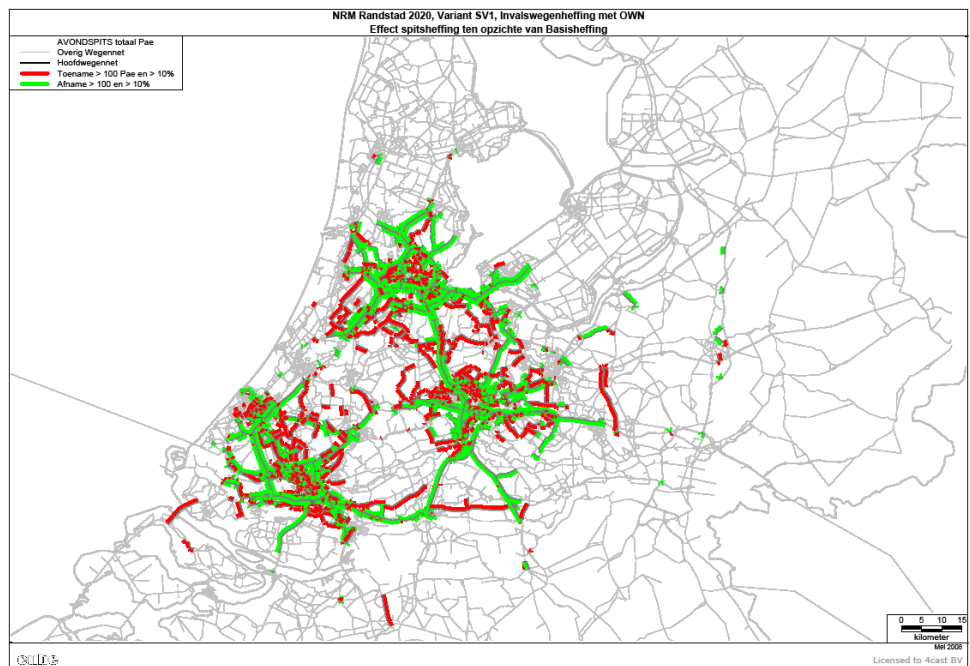 NRM Randstad 2020, Variant SV1, Invalswegenheffing met OWN
Effect spitsheffing ten opzichte van Basisheffing
AVONDSPITS totaal Pae
Overig Wegennet
Hoofdwegennet
Toename > 100 Pae en > 10%
Afname > 100 en > 10%
0 5 10 15
kilometer
Mei 2008
cube
Licensed to 4cast BV